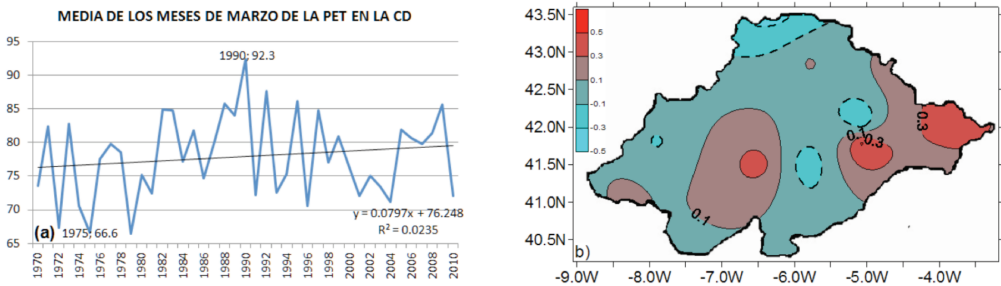 MEDIA DE LOS MESES DE MARZO DE LA PET EN LA CD
95
90
85
80
75
70
65
1990; 92.3
1975; 66.6
y = 0.0797x + 76.248
R² = 0.0235
(a)
1970 1972 1974 1976 1978 1980 1982 1984 1986 1988 1990 1992 1994 1996 1998 2000 2001 2002 2004 2006 2008 2010
43.5N
43.0N
42.5N
42.0N
41.5N
41.0N
40.5N
0.5
0.3
0.1
-0.1
-0.3
-0.5
0.3
0.3
0.1
b)
-9.0W -8.0W -7.0W -6.0W -5.0W -4.0W